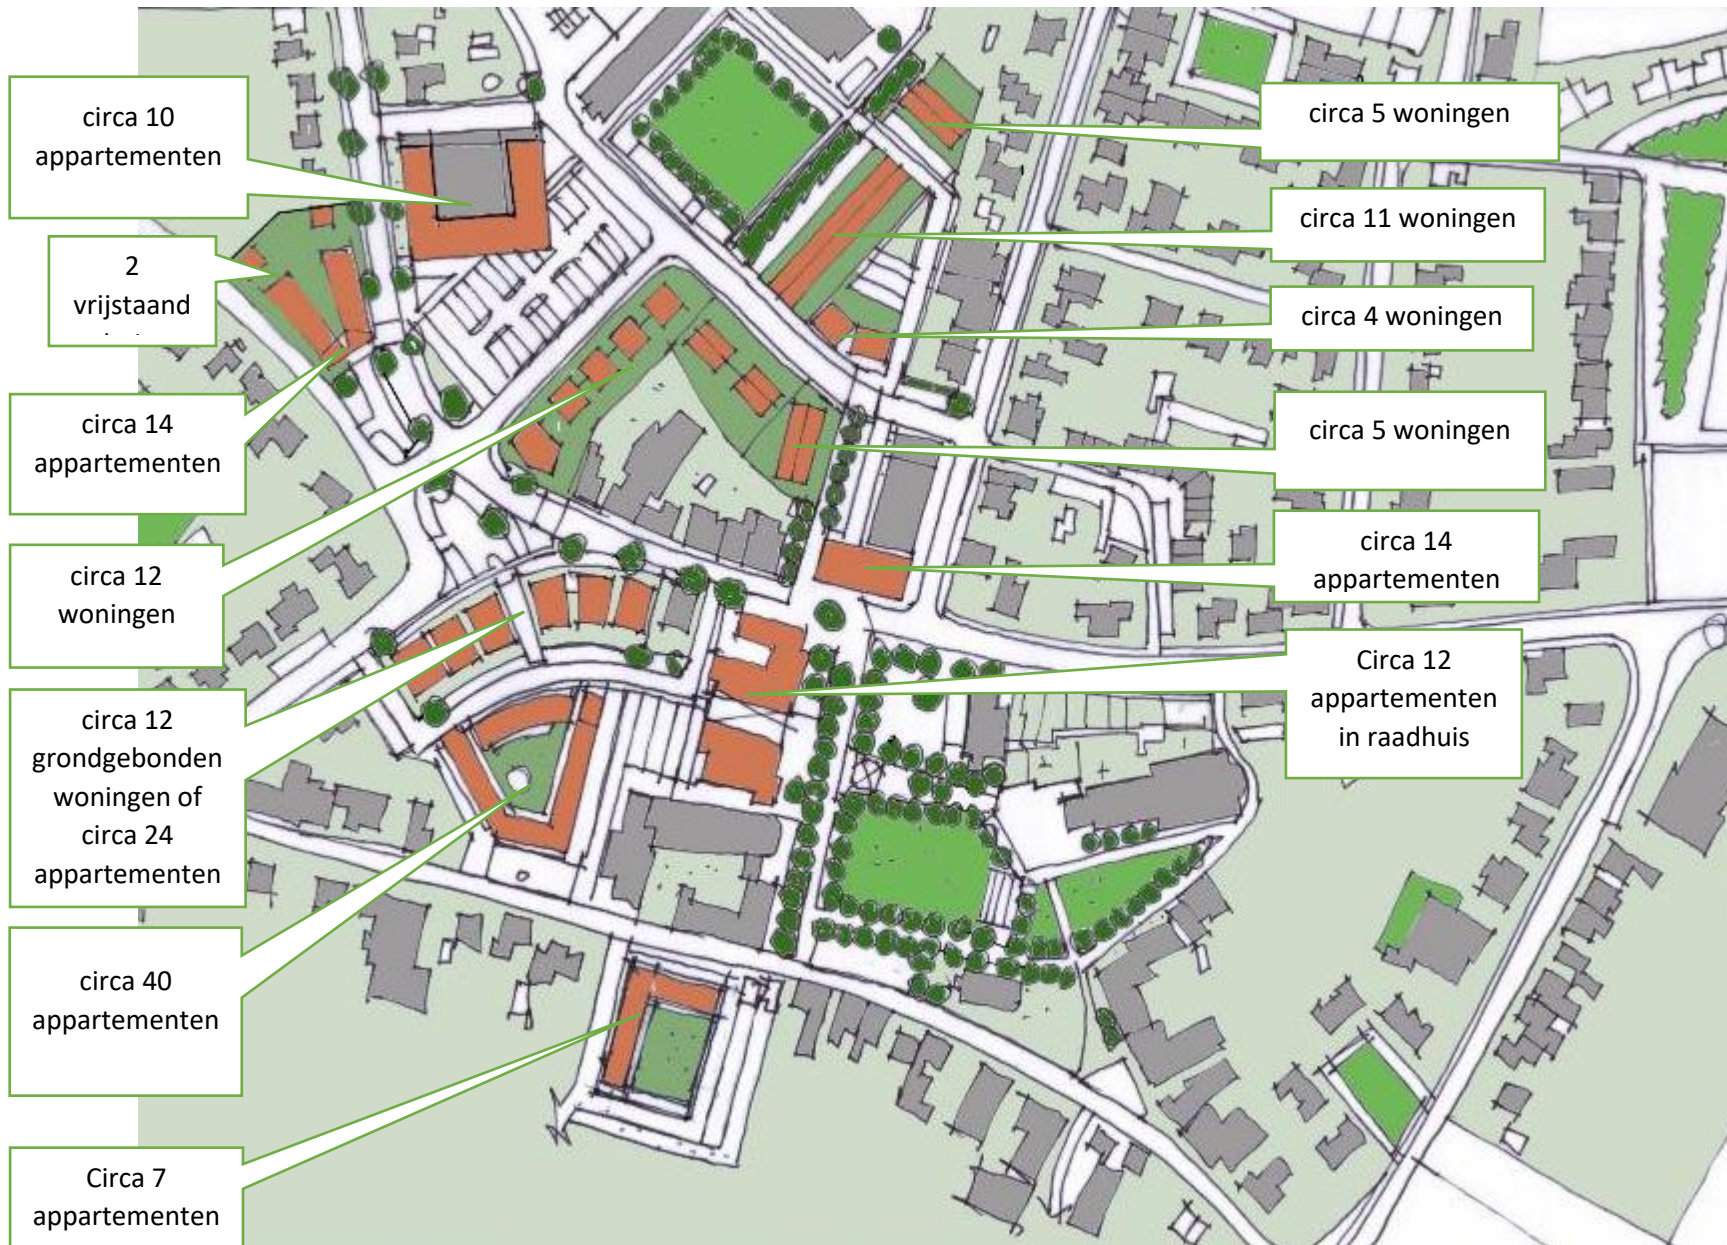 circa 10
appartementen
2
vrijstaand
circa 14
appartementen
circa 12
woningen
circa 12
grondgebonden
woningen of
circa 24
appartementen
circa 40
appartementen
Circa 7
appartementen
circa 5 woningen
circa 11 woningen
circa 4 woningen
circa 5 woningen
circa 14
appartementen
Circa 12
appartementen
in raadhuis